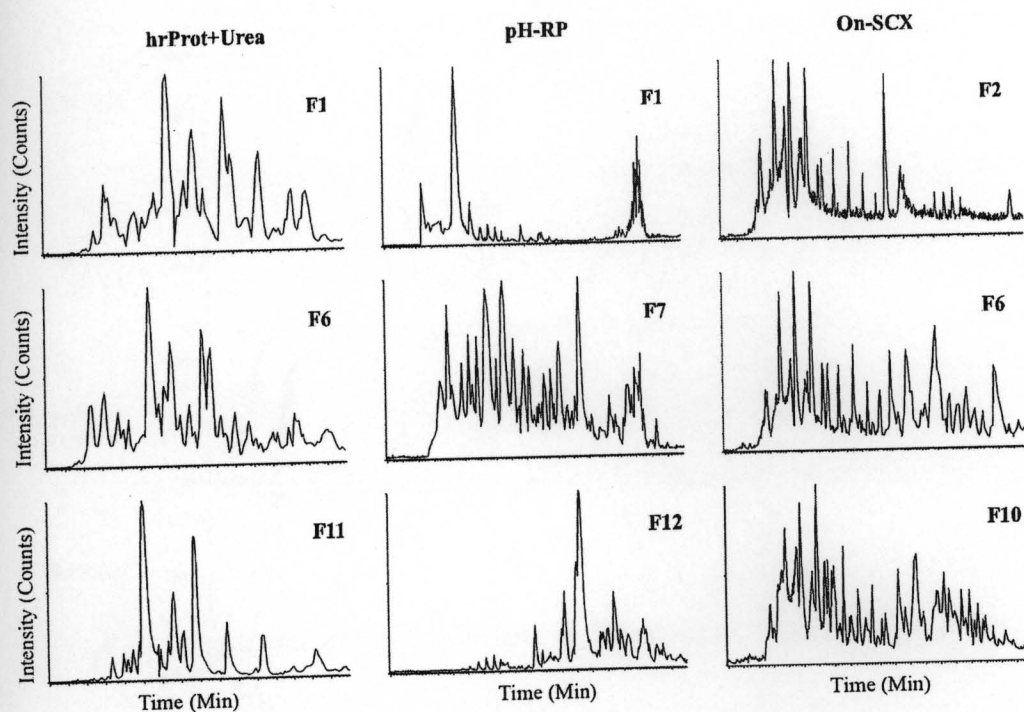 hrProt+Urea
pH-RP
On-SCX
Intensity (Counts)
F1
F1
F2
Intensity (Counts)
F6
F7
F6
Intensity (Counts)
F11
F12
F10
Time (Min)
Time (Min)
Time (Min)